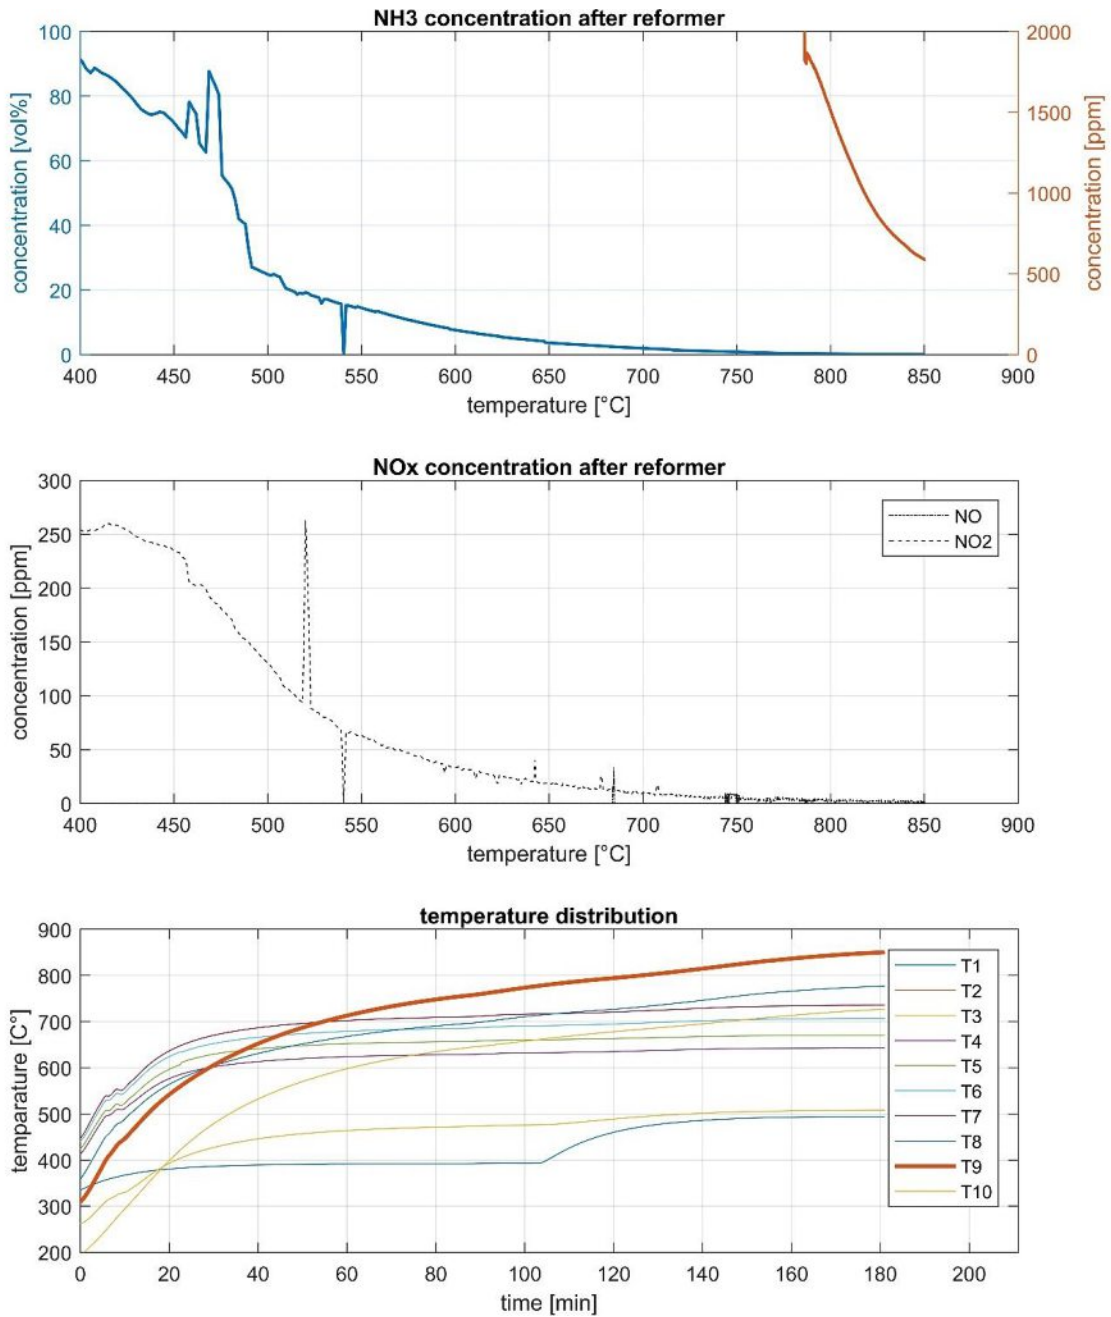 NH3 concentration after reformer
100 80 60 40 20 0
concentration [vol%]
2000 1500 1000 500 0
concentration [ppm]
400 450 500 550 600 650 700 750 800 850 900
temperature [°C]
NOx concentration after reformer
300 250 200 150 100 50 0
concentration [ppm]
NO
NO2
400 450 500 550 600 650 700 750 800 850 900
temperature [°C]
temperature distribution
900 800 700 600 500 400 300 200
temparature [C°]
T1
T2
T3
T4
T5
T6
T7
T8
T9
T10
0 20 40 60 80 100 120 140 160 180 200
time [min]